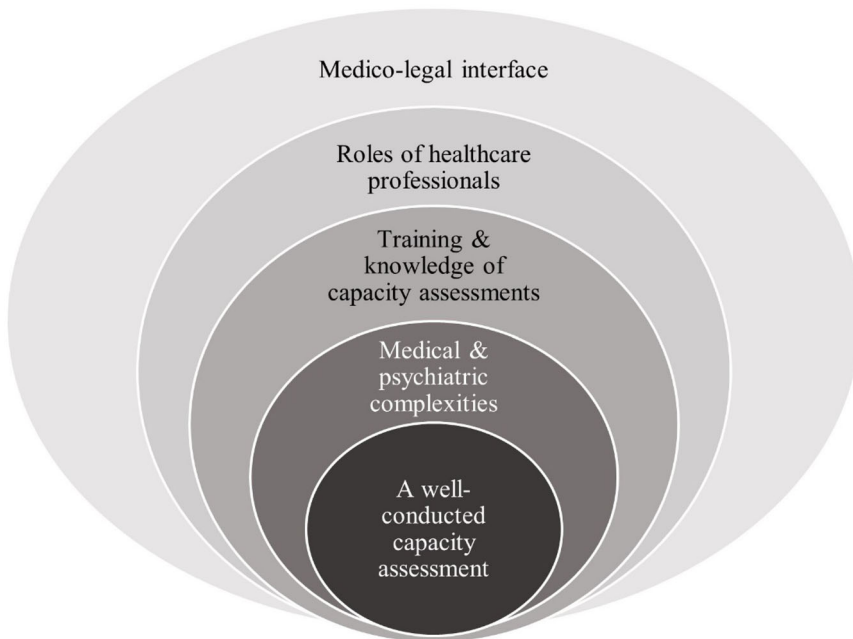 Medico-legal interface
Roles of healthcare
professionals
Training &
knowledge of
capacity assessments
Medical &
psychiatric
complexities
A well-
conducted
capacity
assessment